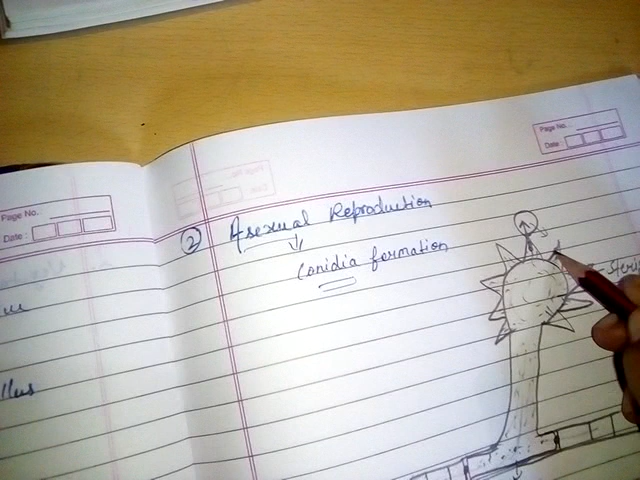 Page No.
Date :
Page No.
Date :
② Asexual Reproduction
Conidia formation